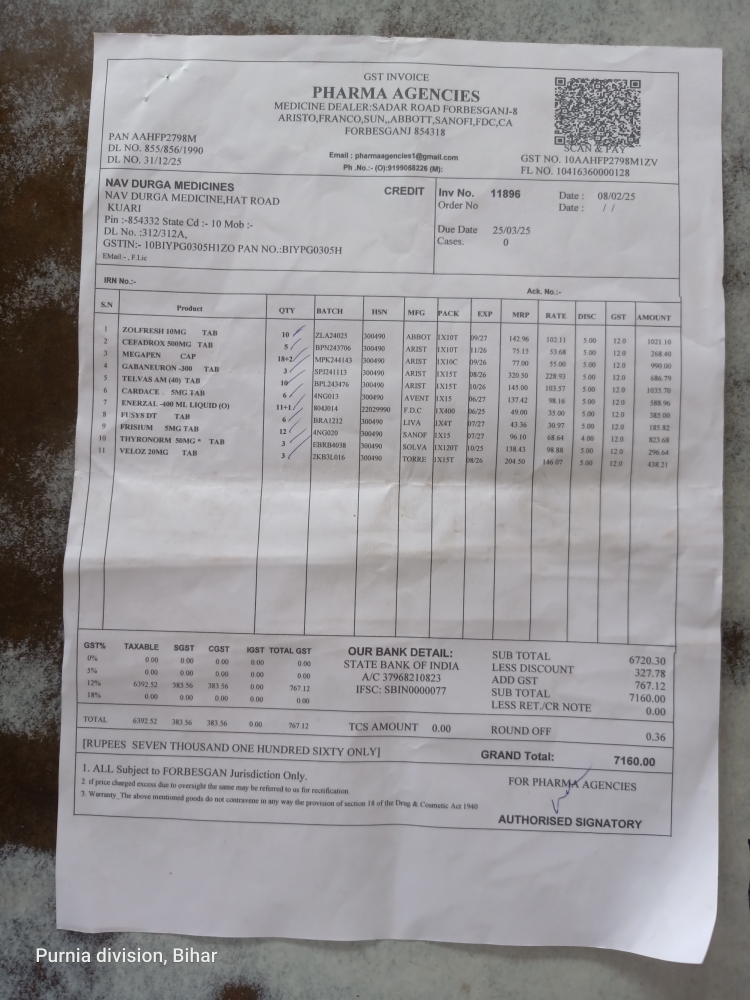 GST INVOICE
PHARMA AGENCIES
MEDICINE DEALER:SADAR ROAD FORBESGANJ-8
ARISTO,FRANCO,SUN,,ABBOTT,SANOFI,FDC,CA
FORBESGANJ 854318
PAN AAHFP2798M
DL NO. 855/856/1990
DL NO. 31/12/25
Email : pharmaagencies1@gmail.com
Ph .No.:- (O):9199068226 (M):
SCAN & PAY
GST NO. 10AAHFP2798M1ZV
FL NO. 10416360000128
NAV DURGA MEDICINES CREDIT
NAV DURGA MEDICINE,HAT ROAD
KUARI
Pin :-854332 State Cd :- 10 Mob :-
DL No. :312/312A,
GSTIN:- 10BIYPG0305H1ZO PAN NO.:BIYPG0305H
EMail:- , F.Lic
Inv No. 11896 Date : 08/02/25
Order No Date : / /
Due Date 25/03/25
Cases. 0
IRN No.:- Ack. No.:-
S.N Product QTY BATCH HSN MFG PACK EXP MRP RATE DISC GST AMOUNT
1 ZOLFRESH 10MG TAB 10 ZLA24025 300490 ABBOT 1X10T 09/27 142.96 102.11 5.00 12.0 1021.10
2 CEFADROX 500MG TAB 5 BPN243706 300490 ARIST 1X10T 11/26 75.15 53.68 5.00 12.0 268.40
3 MEGAPEN CAP 18+2 MPK244143 300490 ARIST 1X10C 09/26 77.00 55.00 5.00 12.0 990.00
4 GABANEURON -300 TAB 3 SPJ241113 300490 ARIST 1X15T 08/26 320.50 228.93 5.00 12.0 686.79
5 TELVAS AM (40) TAB 10 BPL243476 300490 ARIST 1X15T 10/26 145.00 103.57 5.00 12.0 1035.70
6 CARDACE . 5MG TAB 6 4NG013 300490 AVENT 1X15 06/27 137.42 98.16 5.00 12.0 588.96
7 ENERZAL -400 ML LIQUID (O) 11+1 804J014 22029990 F.D.C 1X400 06/25 49.00 35.00 5.00 12.0 385.00
8 FUSYS DT TAB 6 BRA1212 300490 LIVA 1X4T 07/27 43.36 30.97 5.00 12.0 185.82
9 FRISIUM 5MG TAB 12 4NG020 300490 SANOF 1X15 07/27 96.10 68.64 4.00 12.0 823.68
10 THYRONORM 50MG * TAB 3 EBRB4038 300490 SOLVA 1X120T 10/25 138.43 98.88 5.00 12.0 296.64
11 VELOZ 20MG TAB 3 2KB3L016 300490 TORRE 1X15T 08/26 204.50 146.07 5.00 12.0 438.21
GST% TAXABLE SGST CGST IGST TOTAL GST
0% 0.00 0.00 0.00 0.00 0.00
5% 0.00 0.00 0.00 0.00 0.00
12% 6392.52 383.56 383.56 0.00 767.12
18% 0.00 0.00 0.00 0.00 0.00
TOTAL 6392.52 383.56 383.56 0.00 767.12
OUR BANK DETAIL:
STATE BANK OF INDIA
A/C 37968210823
IFSC: SBIN0000077
TCS AMOUNT 0.00
SUB TOTAL 6720.30
LESS DISCOUNT 327.78
ADD GST 767.12
SUB TOTAL 7160.00
LESS RET./CR NOTE 0.00
ROUND OFF 0.36
[RUPEES SEVEN THOUSAND ONE HUNDRED SIXTY ONLY]
GRAND Total: 7160.00
1. ALL Subject to FORBESGAN Jurisdiction Only.
2. if price charged excess due to oversight the same may be referred to us for rectification
3. Warranty_The above mentioned goods do not contravene in any way the provision of section 18 of the Drug & Cosmetic Act 1940
FOR PHARMA AGENCIES
AUTHORISED SIGNATORY
Purnia division, Bihar